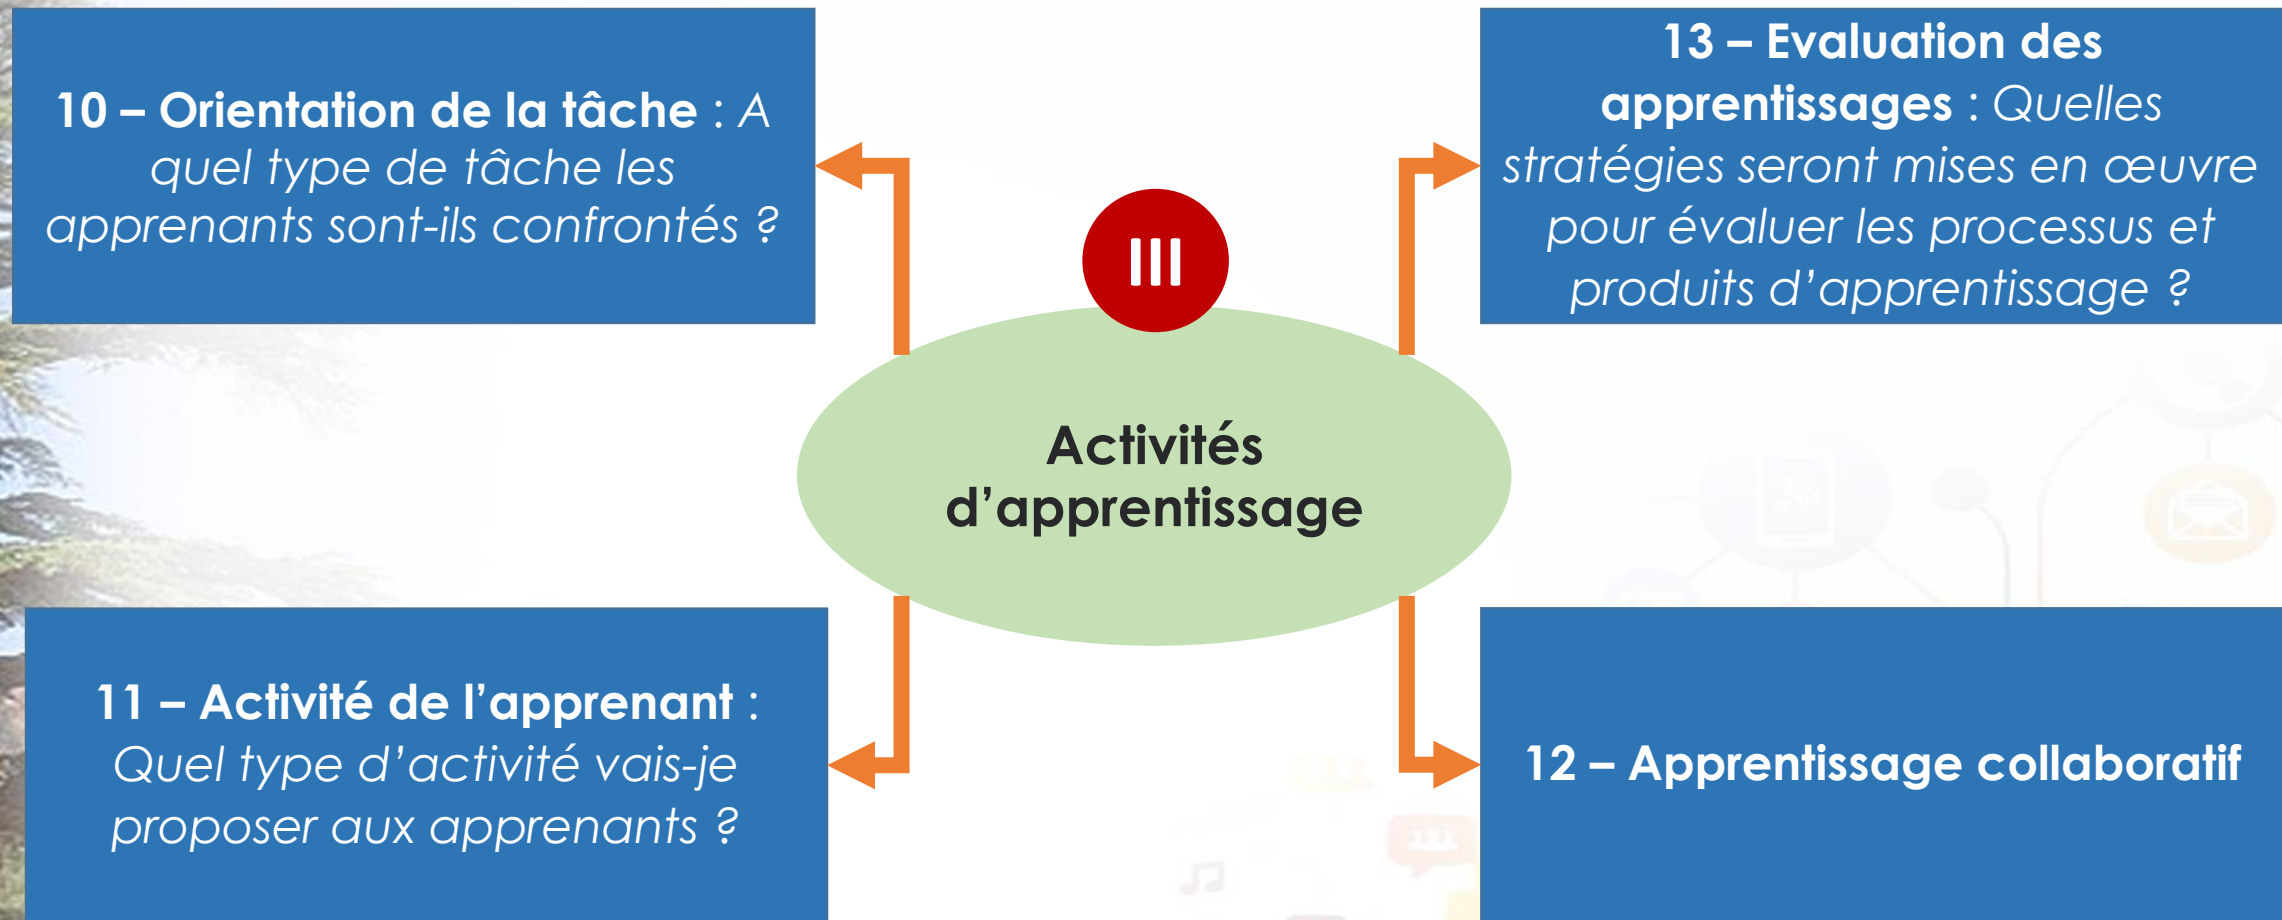 10 – Orientation de la tâche : A
quel type de tâche les
apprenants sont-ils confrontés ?
13 – Evaluation des
apprentissages : Quelles
stratégies seront mises en œuvre
pour évaluer les processus et
produits d’apprentissage ?
III
Activités
d’apprentissage
11 – Activité de l’apprenant :
Quel type d’activité vais-je
proposer aux apprenants ?
12 – Apprentissage collaboratif